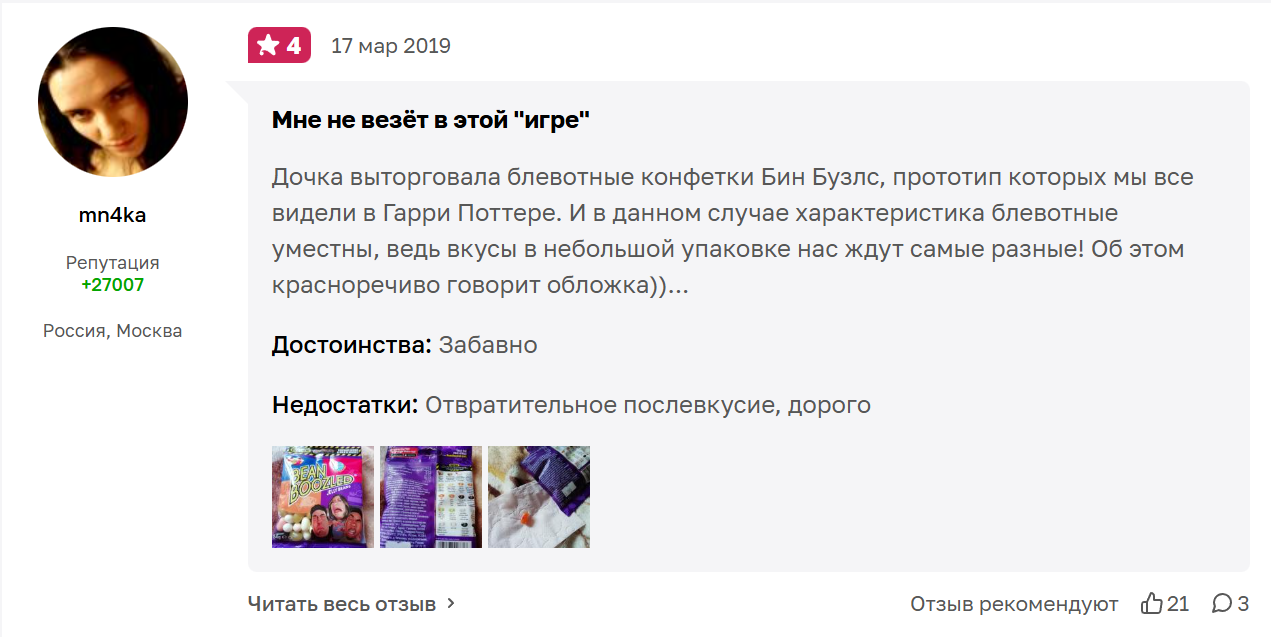 4 17 мар 2019
mn4ka
Репутация
+27007
Россия, Москва
Мне не везёт в этой "игре"
Дочка выторговала блевотные конфетки Бин Бузлс, прототип которых мы все
видели в Гарри Поттере. И в данном случае характеристика блевотные
уместны, ведь вкусы в небольшой упаковке нас ждут самые разные! Об этом
красноречиво говорит обложка))...
Достоинства: Забавно
Недостатки: Отвратительное послевкусие, дорого
BEAN
BOOZLED
JELLY BEANS
Читать весь отзыв
Отзыв рекомендуют 21 3